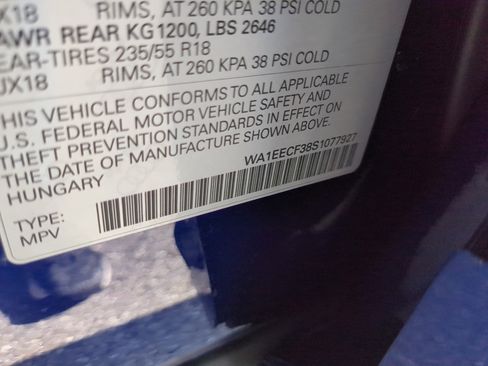 X18 RIMS, AT 260 KPA 38 PSI COLD
AWR REAR KG1200, LBS 2646
EAR-TIRES 235/55 R18
JX18 RIMS, AT 260 KPA 38 PSI COLD
THIS VEHICLE CONFORMS TO ALL APPLICABLE
U.S. FEDERAL MOTOR VEHICLE SAFETY AND
THEFT PREVENTION STANDARDS IN EFFECT ON
THE DATE OF MANUFACTURE SHOWN ABOVE.
HUNGARY WA1EECF38S1077927
TYPE:
MPV